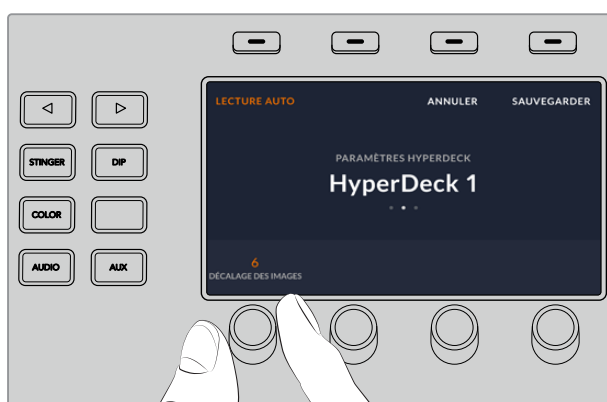 LECTURE AUTO ANNULER SAUVEGARDER
PARAMÈTRES HYPERDECK
HyperDeck 1
STINGER DIP
COLOR
6
DÉCALAGE DES IMAGES
AUDIO AUX